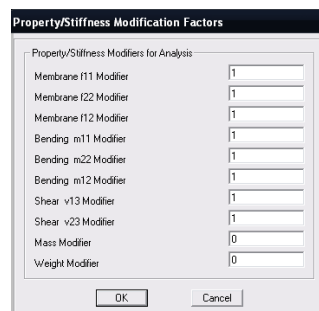 Property/Stiffness Modification Factors
Property/Stiffness Modifiers for Analysis
Membrane f11 Modifier 1
Membrane f22 Modifier 1
Membrane f12 Modifier 1
Bending m11 Modifier 1
Bending m22 Modifier 1
Bending m12 Modifier 1
Shear v13 Modifier 1
Shear v23 Modifier 1
Mass Modifier 0
Weight Modifier 0
OK Cancel